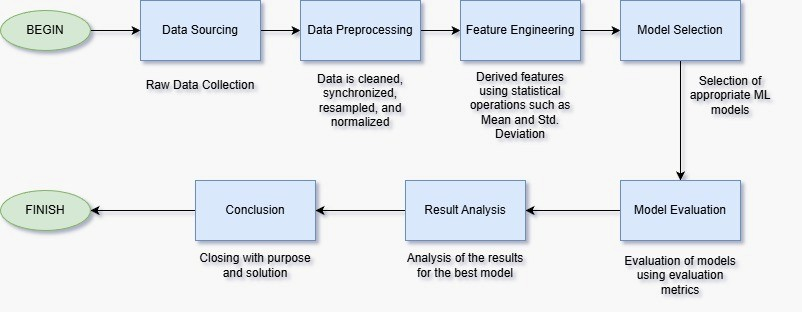 BEGIN
Data Sourcing
Data Preprocessing
Feature Engineering
Model Selection
Raw Data Collection
Data is cleaned,
synchronized,
resampled, and
normalized
Derived features
using statistical
operations such as
Mean and Std.
Deviation
Selection of
appropriate ML
models
FINISH
Conclusion
Result Analysis
Model Evaluation
Closing with purpose
and solution
Analysis of the results
for the best model
Evaluation of models
using evaluation
metrics